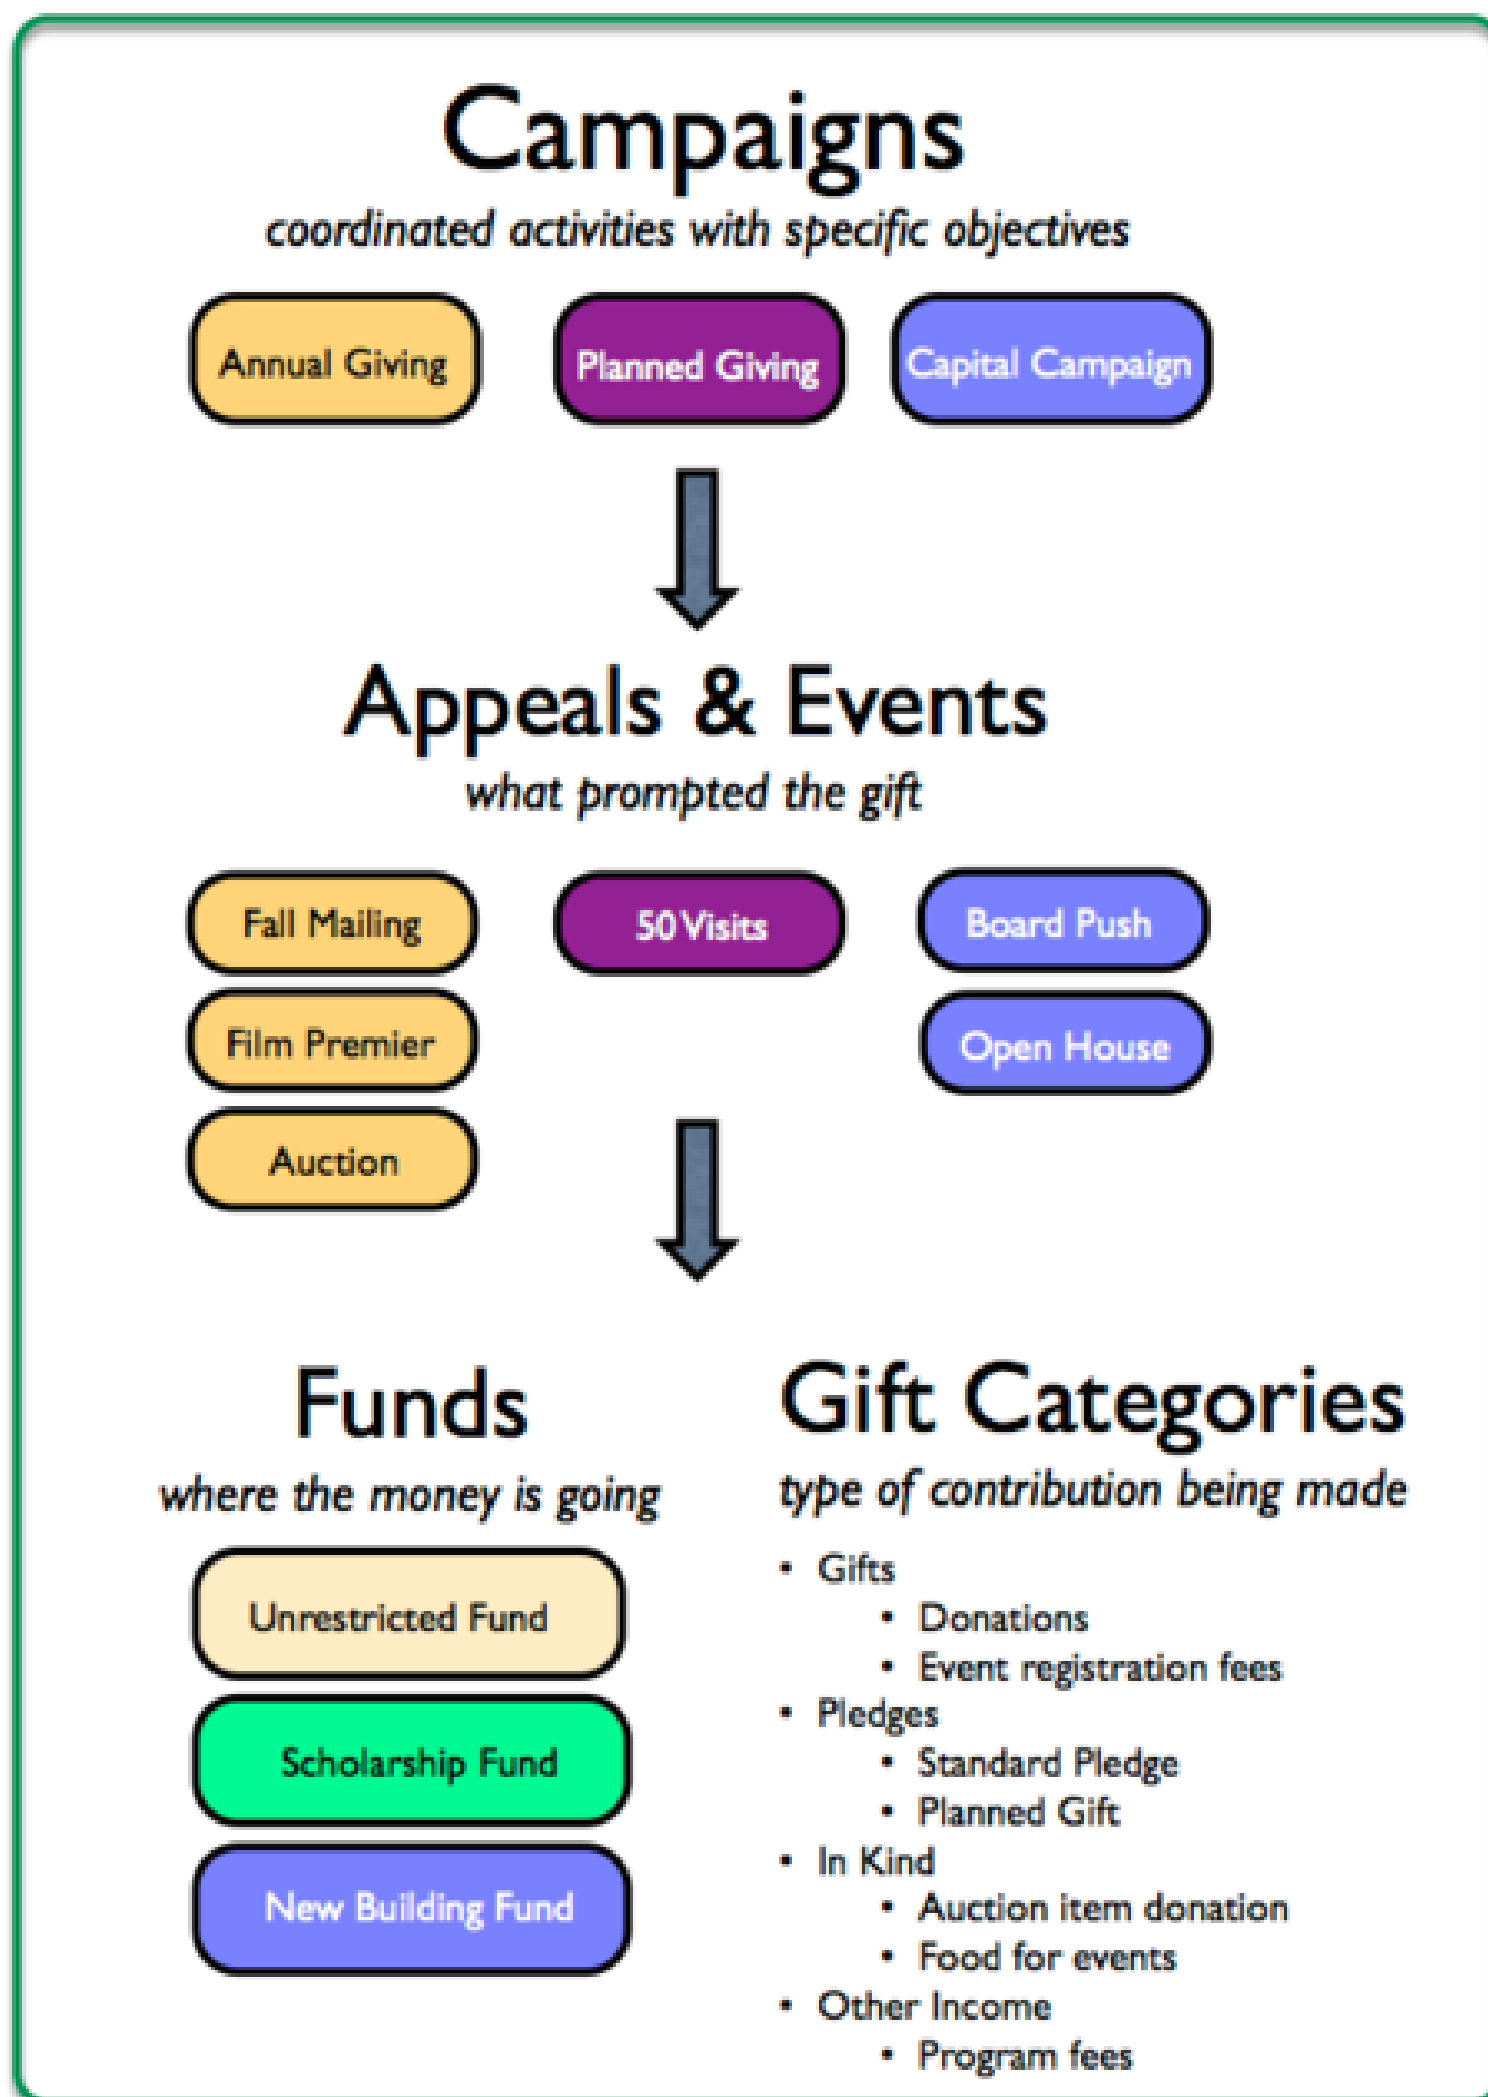 Campaigns
coordinated activities with specific objectives
Annual Giving
Planned Giving
Capital Campaign
Appeals & Events
what prompted the gift
Fall Mailing
50 Visits
Board Push
Film Premier
Open House
Auction
Funds
where the money is going
Unrestricted Fund
Scholarship Fund
New Building Fund
Gift Categories
type of contribution being made
• Gifts
• Donations
• Event registration fees
• Pledges
• Standard Pledge
• Planned Gift
• In Kind
• Auction item donation
• Food for events
• Other Income
• Program fees